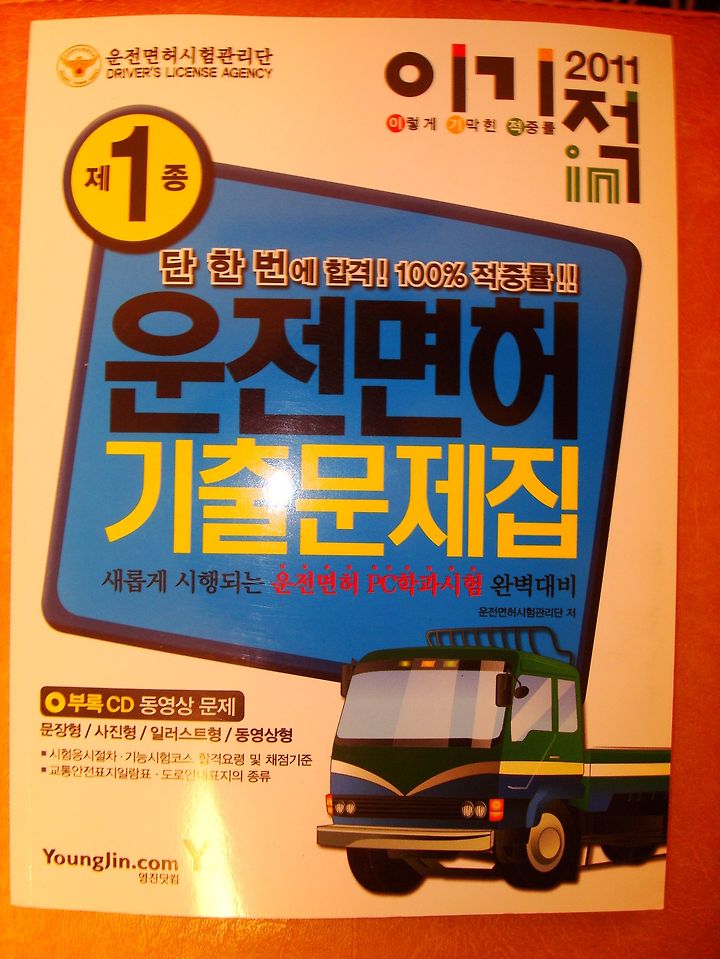 운전면허시험관리단
DRIVER'S LICENSE AGENCY
이기적 in 2011
이렇게 기막힌 적중률
제1종
단 한 번에 합격! 100% 적중률!!
운전면허
기출문제집
새롭게 시행되는 운전면허 PC학과시험 완벽대비
운전면허시험관리단 저
부록 CD 동영상 문제
문장형 / 사진형 / 일러스트형 / 동영상형
▪ 시험응시절차 · 기능시험코스 합격요령 및 채점기준
▪ 교통안전표지일람표 · 도로안내표지의 종류
YoungJin.com Y.
영진닷컴